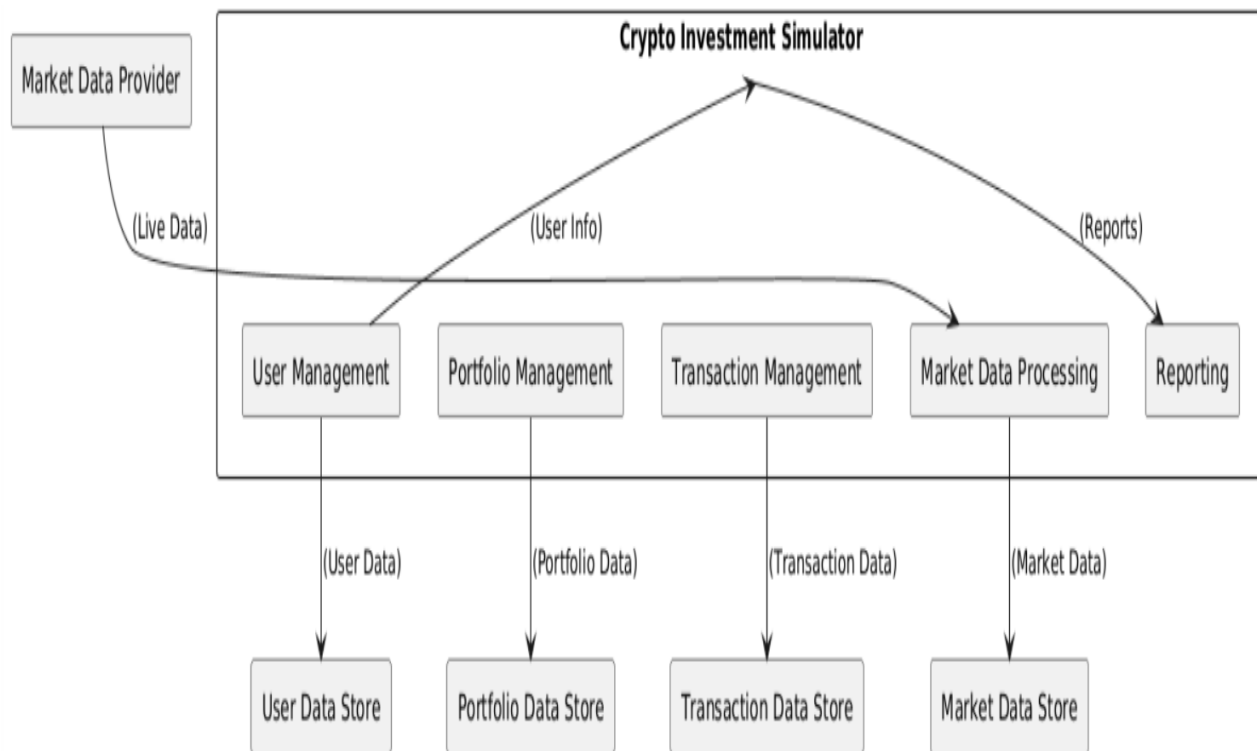 Crypto Investment Simulator
Market Data Provider
(Live Data)
(User Info)
(Reports)
User Management
Portfolio Management
Transaction Management
Market Data Processing
Reporting
(User Data)
(Portfolio Data)
(Transaction Data)
(Market Data)
User Data Store
Portfolio Data Store
Transaction Data Store
Market Data Store